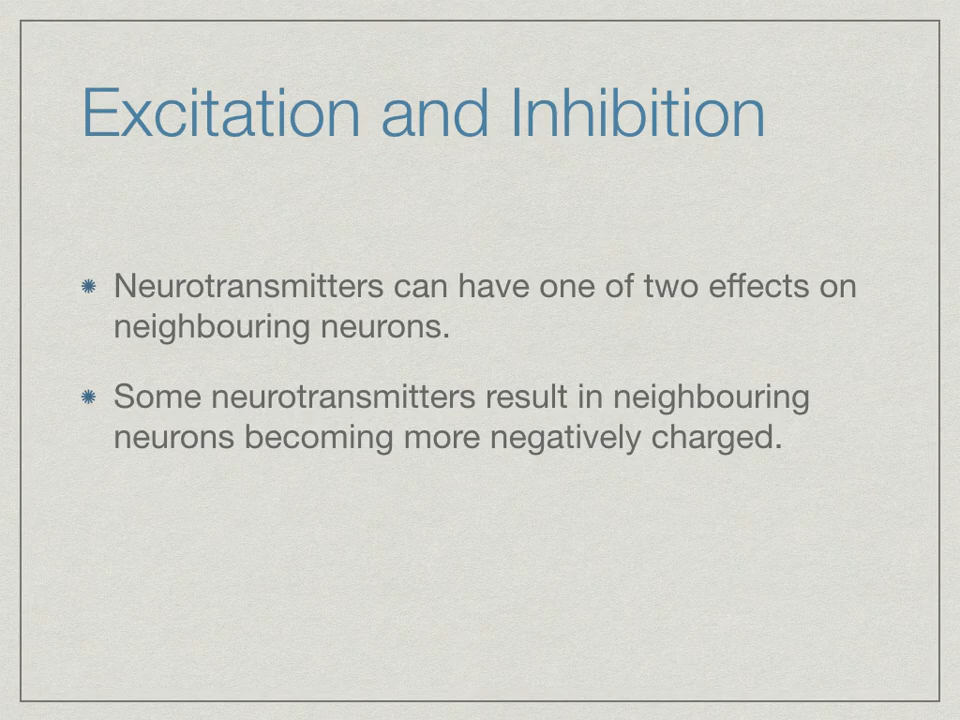 Excitation and Inhibition
Neurotransmitters can have one of two effects on
neighbouring neurons.
Some neurotransmitters result in neighbouring
neurons becoming more negatively charged.